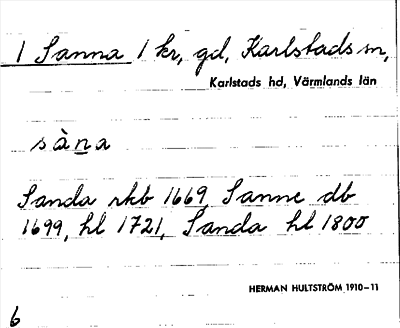 1 Sanna 1 kr, gd, Karlstads sn,
Karlstads hd, Värmlands län
sàna
Sanda rkb 1669, Sanne db
1699, hl 1721, Sanda hl 1800
HERMAN HULTSTRÖM 1910–11
6